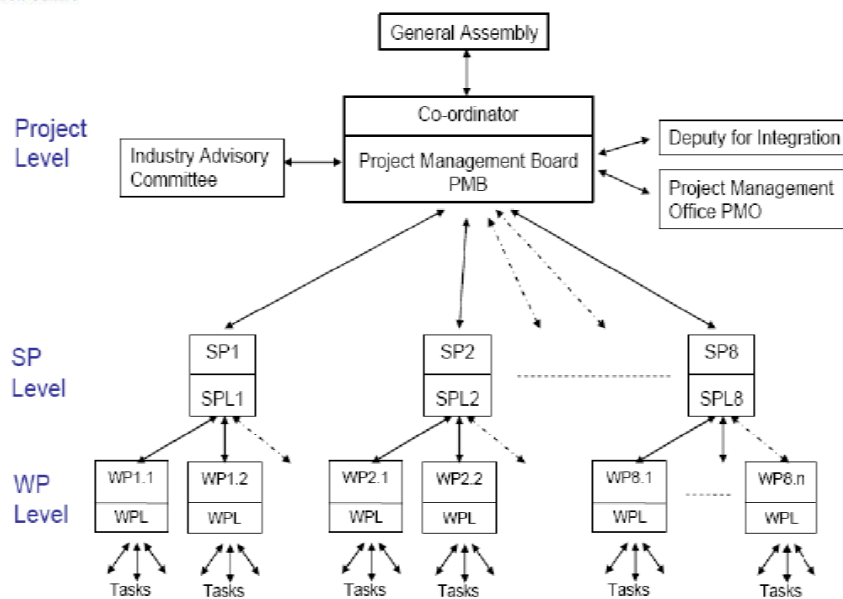 General Assembly
Project
Level
Co-ordinator
Industry Advisory
Committee
Project Management Board
PMB
Deputy for Integration
Project Management
Office PMO
SP
Level
SP1
SPL1
SP2
SPL2
SP8
SPL8
WP
Level
WP1.1
WPL
WP1.2
WPL
WP2.1
WPL
WP2.2
WPL
WP8.1
WPL
WP8.n
WPL
Tasks
Tasks
Tasks
Tasks
Tasks
Tasks